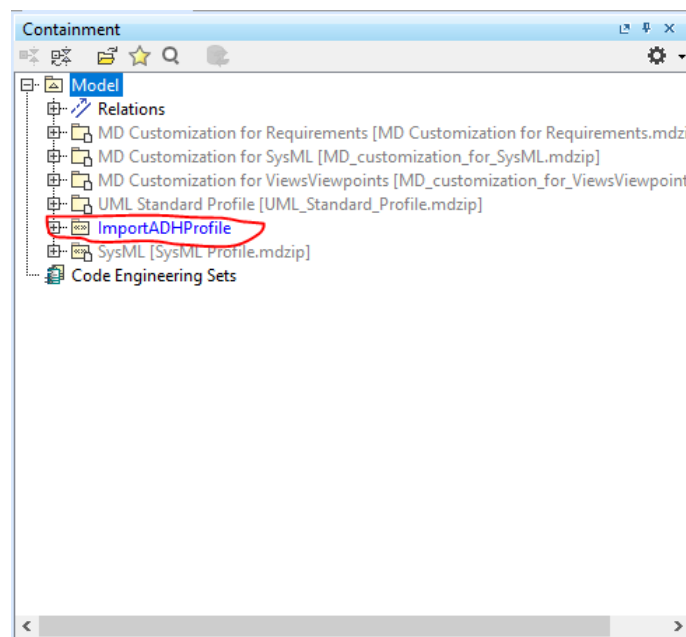 Containment
Model
Relations
MD Customization for Requirements [MD Customization for Requirements.mdzi
MD Customization for SysML [MD_customization_for_SysML.mdzip]
MD Customization for ViewsViewpoints [MD_customization_for_ViewsViewpoint
UML Standard Profile [UML_Standard_Profile.mdzip]
«» ImportADHProfile
«» SysML [SysML Profile.mdzip]
Code Engineering Sets